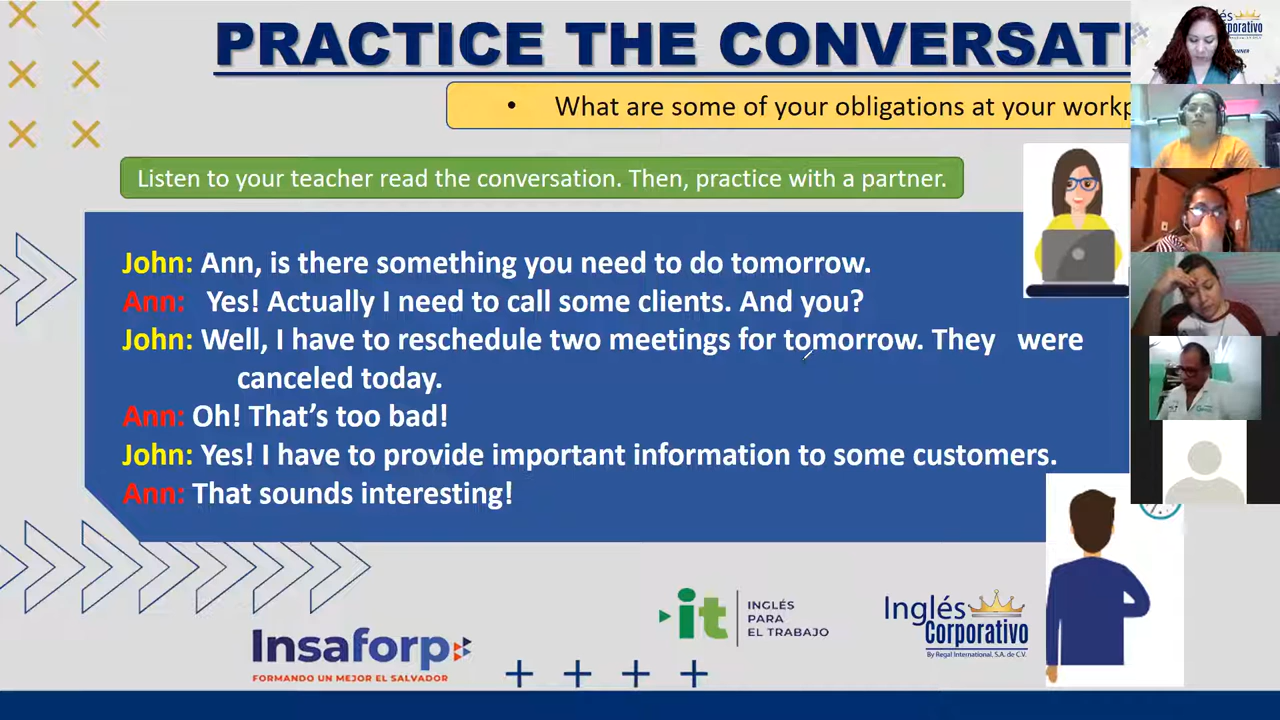 PRACTICE THE CONVERSATI
• What are some of your obligations at your workp
Listen to your teacher read the conversation. Then, practice with a partner.
John: Ann, is there something you need to do tomorrow.
Ann: Yes! Actually I need to call some clients. And you?
John: Well, I have to reschedule two meetings for tomorrow. They were
canceled today.
Ann: Oh! That’s too bad!
John: Yes! I have to provide important information to some customers.
Ann: That sounds interesting!
Insaforp
FORMANDO UN MEJOR EL SALVADOR
it
INGLÉS
PARA
EL TRABAJO
Inglés
Corporativo
By Regal International, S.A. de C.V.